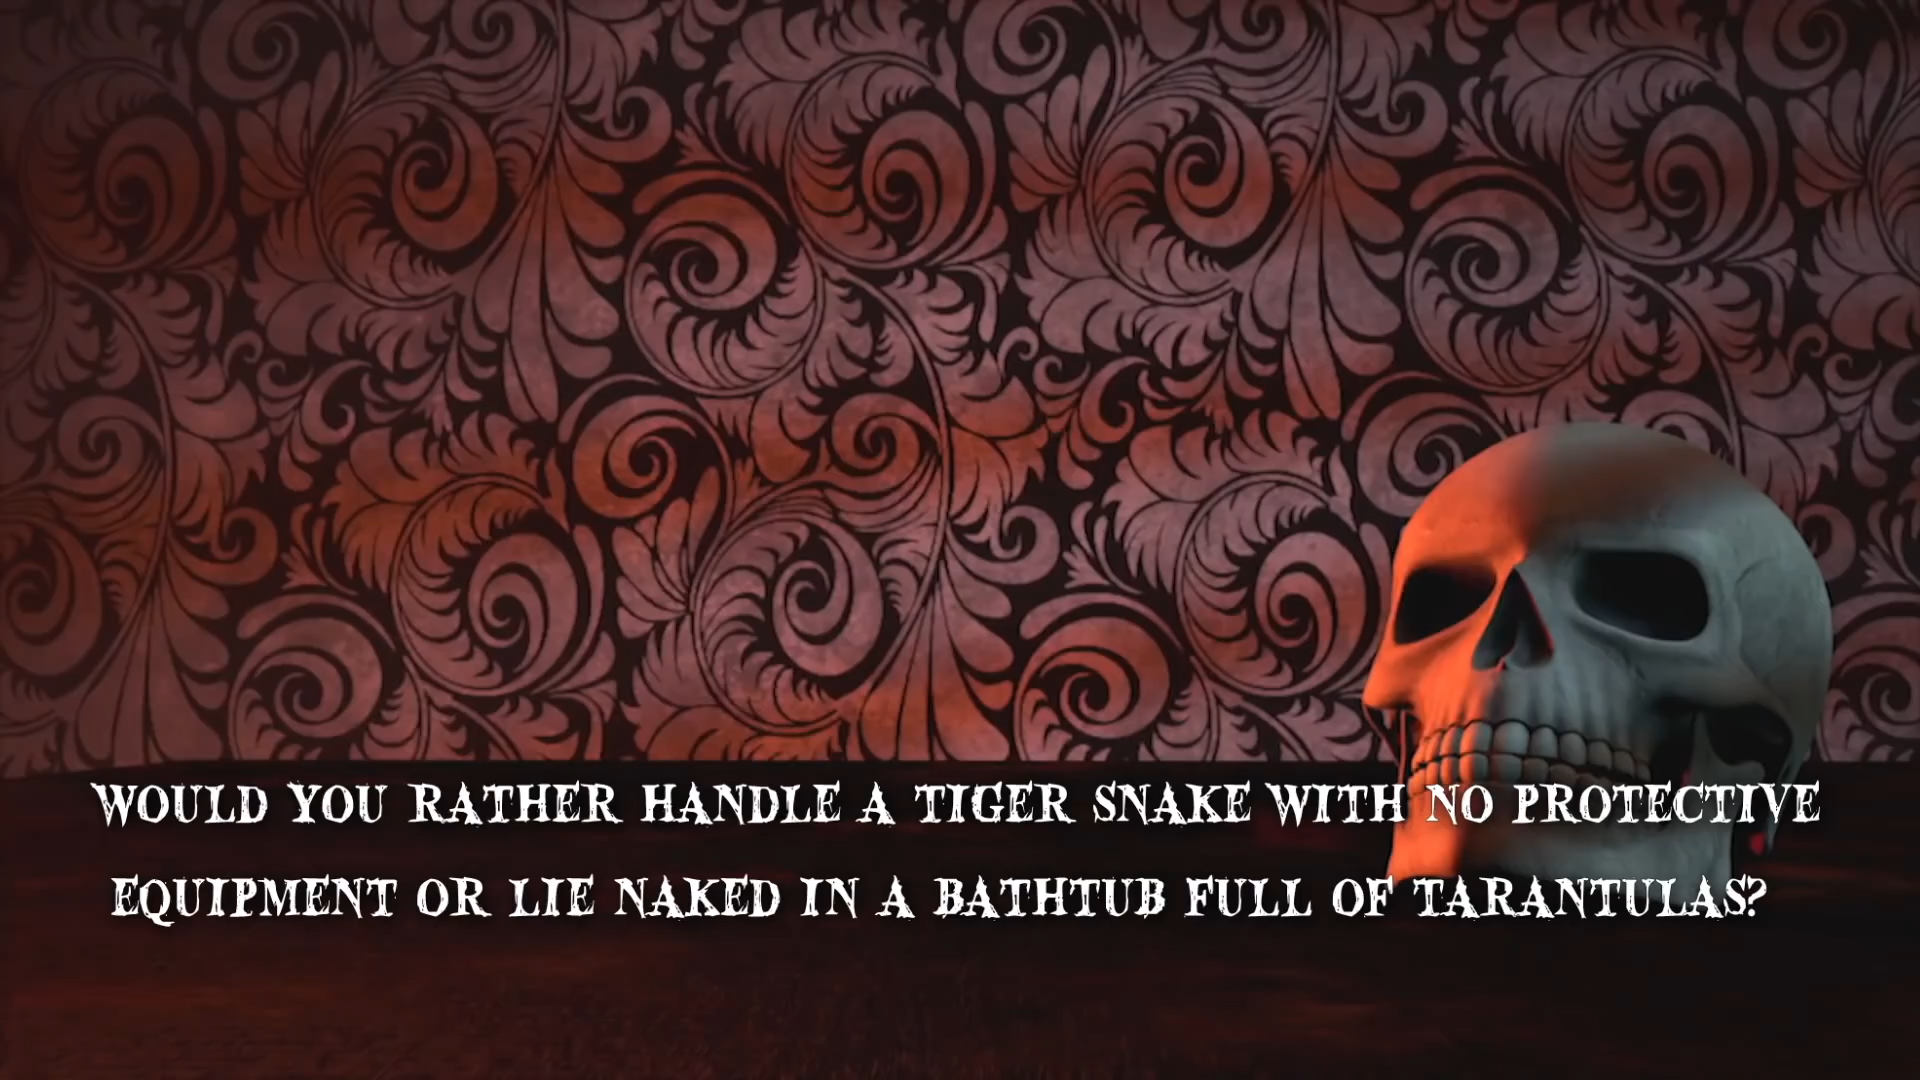 WOULD YOU RATHER HANDLE A TIGER SNAKE WITH NO PROTECTIVE
EQUIPMENT OR LIE NAKED IN A BATHTUB FULL OF TARANTULAS?